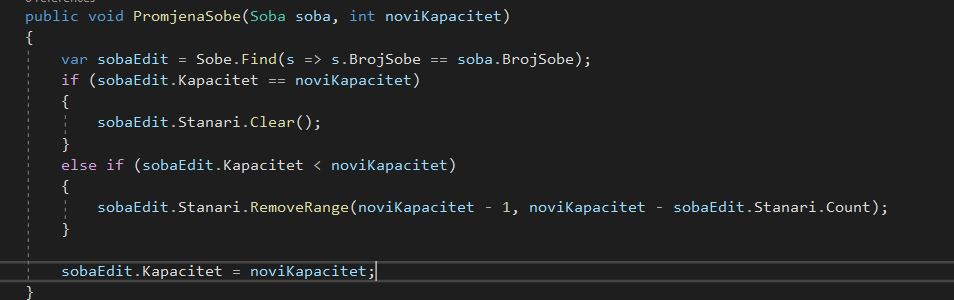 public void PromjenaSobe(Soba soba, int noviKapacitet)
{
var sobaEdit = Sobe.Find(s => s.BrojSobe == soba.BrojSobe);
if (sobaEdit.Kapacitet == noviKapacitet)
{
sobaEdit.Stanari.Clear();
}
else if (sobaEdit.Kapacitet < noviKapacitet)
{
sobaEdit.Stanari.RemoveRange(noviKapacitet - 1, noviKapacitet - sobaEdit.Stanari.Count);
}
sobaEdit.Kapacitet = noviKapacitet;
}